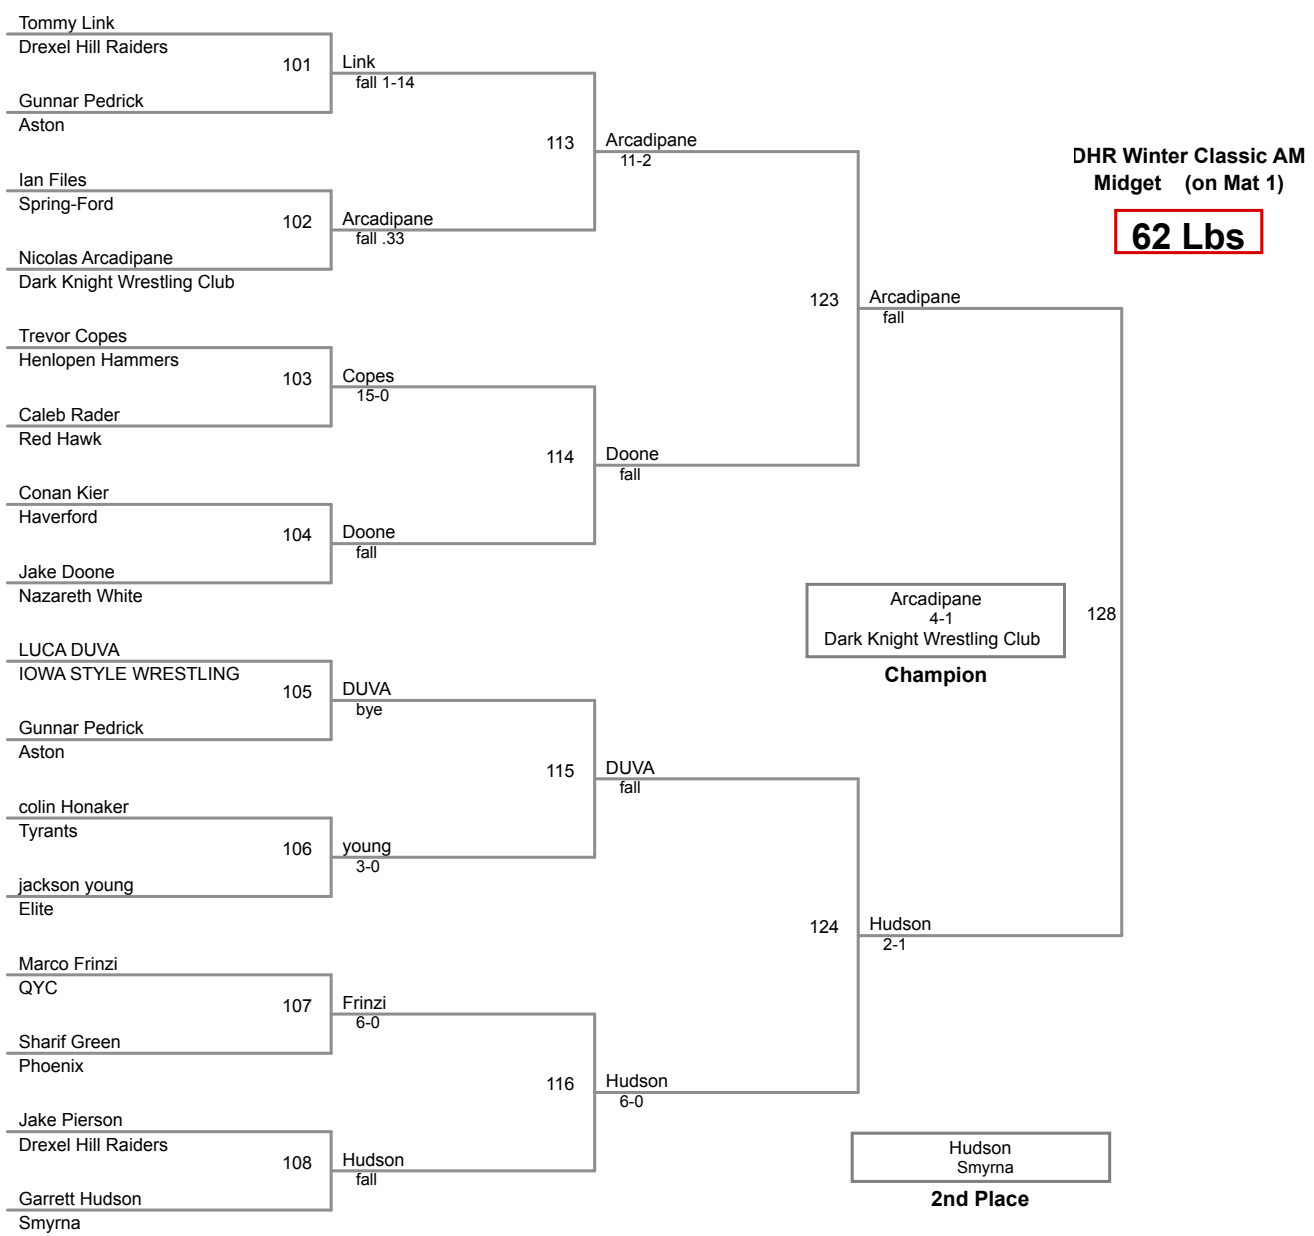 Tommy Link
Drexel Hill Raiders
101
Link
fall 1-14
Gunnar Pedrick
Aston
113
Arcadipane
11-2
DHR Winter Classic AM
Midget (on Mat 1)
62 Lbs
Ian Files
Spring-Ford
102
Arcadipane
fall .33
Nicolas Arcadipane
Dark Knight Wrestling Club
123
Arcadipane
fall
Trevor Copes
Henlopen Hammers
103
Copes
15-0
Caleb Rader
Red Hawk
114
Doone
fall
Conan Kier
Haverford
104
Doone
fall
Jake Doone
Nazareth White
Arcadipane
4-1
Dark Knight Wrestling Club
Champion
128
LUCA DUVA
IOWA STYLE WRESTLING
105
DUVA
bye
Gunnar Pedrick
Aston
115
DUVA
fall
colin Honaker
Tyrants
106
young
3-0
jackson young
Elite
124
Hudson
2-1
Marco Frinzi
QYC
107
Frinzi
6-0
Sharif Green
Phoenix
116
Hudson
6-0
Jake Pierson
Drexel Hill Raiders
108
Hudson
fall
Garrett Hudson
Smyrna
Hudson
Smyrna
2nd Place